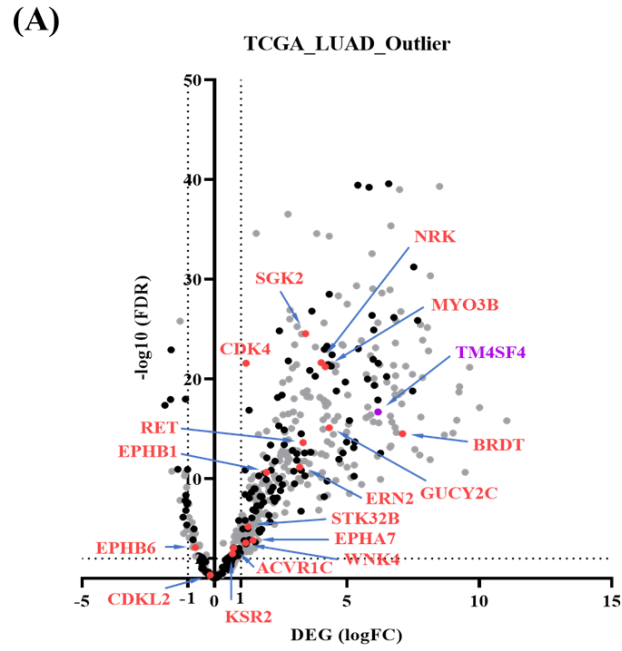 (A)
TCGA_LUAD_Outlier
50
40
30
20
10
-log10 (FDR)
NRK
SGK2
MYO3B
CDK4
TM4SF4
RET
BRDT
EPHB1
ERN2
GUCY2C
STK32B
EPHA7
EPHB6
WNK4
ACVR1C
CDKL2
KSR2
-5
-1
0
1
5
10
15
DEG (logFC)